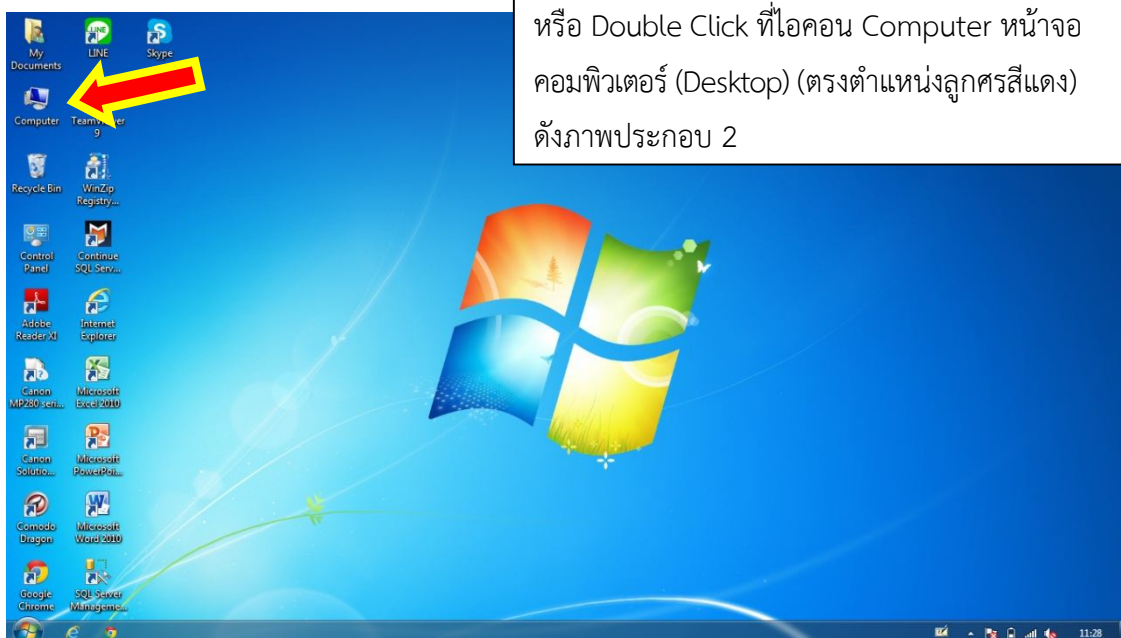 หรือ Double Click ที่ไอคอน Computer หน้าจอ
คอมพิวเตอร์ (Desktop) (ตรงตำแหน่งลูกศรสีแดง)
ดังภาพประกอบ 2
My
Documents
LINE
Skype
Computer
9
Recycle Bin
WinZip
Registry...
Control
Panel
Continue
SQL Serv...
Adobe
Reader XI
Internet
Explorer
Canon
MP280 seri...
Microsoft
Excel 2010
Canon
Solutio...
Microsoft
PowerPoi...
Comodo
Dragon
Microsoft
Word 2010
Google
Chrome
SQL Server
Manageme...
11:28